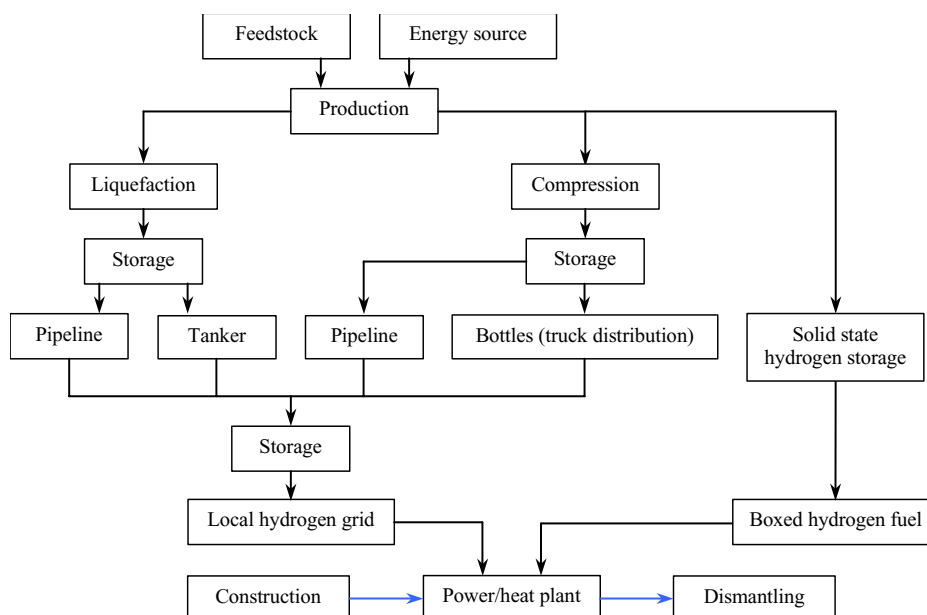 Feedstock
Energy source
Production
Liquefaction
Compression
Storage
Storage
Pipeline
Tanker
Pipeline
Bottles (truck distribution)
Solid state
hydrogen storage
Storage
Local hydrogen grid
Boxed hydrogen fuel
Construction
Power/heat plant
Dismantling